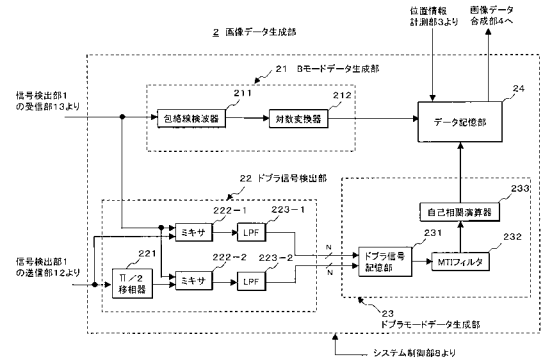 位置情報
計測部3より
画像データ
合成部4へ
2 画像データ生成部
21 Bモードデータ生成部
信号検出部1
の受信部13より
211
212
24
包絡線検波器
対数変換器
データ記憶部
22 ドプラ信号検出部
222-1
223-1
ミキサ
LPF
233
自己相関演算器
信号検出部1
の送信部12より
221
π/2
移相器
222-2
223-2
ミキサ
LPF
N
N
231
ドプラ信号
記憶部
232
MTIフィルタ
23
ドプラモードデータ生成部
システム制御部8より